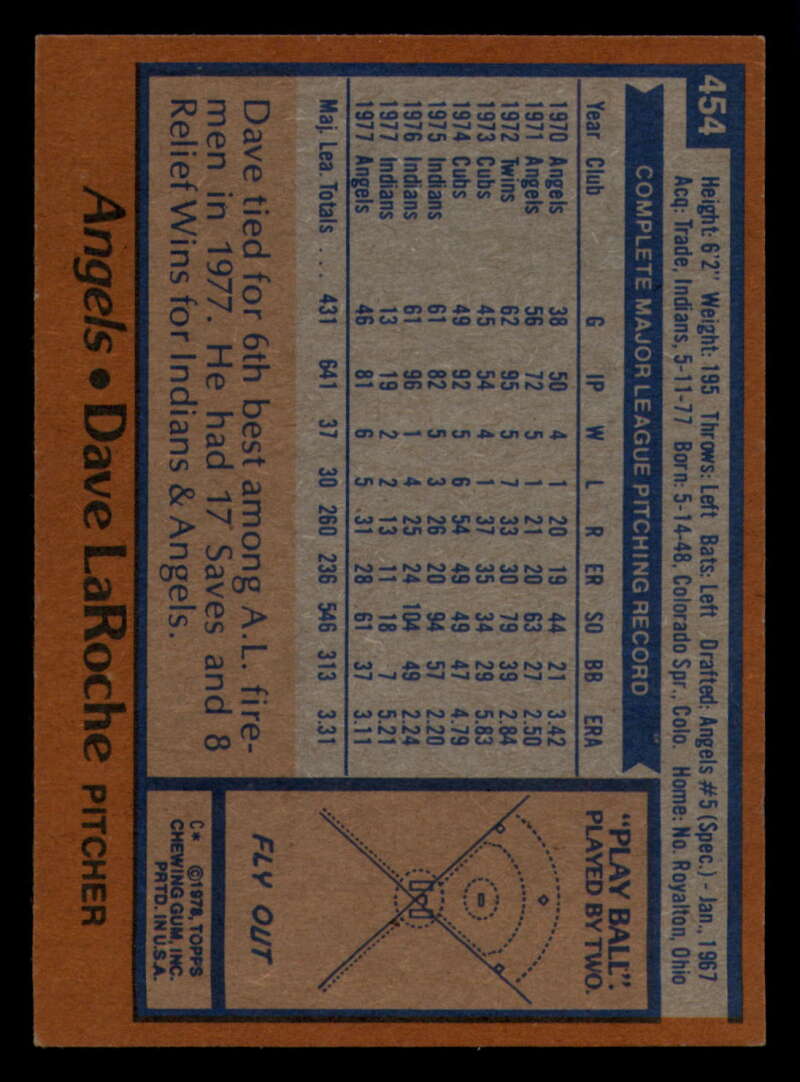 454
Height: 6'2" Weight: 195 Throws: Left Bats: Left Drafted: Angels #5 (Spec.) - Jan., 1967
Acq: Trade, Indians, 5-11-77 Born: 5-14-48, Colorado Spr., Colo. Home: No. Royalton, Ohio
COMPLETE MAJOR LEAGUE PITCHING RECORD
Year Club G IP W L R ER SO BB ERA
1970 Angels 38 50 4 1 20 19 44 21 3.42
1971 Angels 56 72 5 1 21 20 63 27 2.50
1972 Twins 62 95 5 7 33 30 79 39 2.84
1973 Cubs 45 54 4 1 37 35 34 29 5.83
1974 Cubs 49 92 5 6 54 49 49 47 4.79
1975 Indians 61 82 5 3 26 20 94 57 2.20
1976 Indians 61 96 1 4 25 24 104 49 2.24
1977 Indians 13 19 2 2 13 11 18 7 5.21
1977 Angels 46 81 6 5 31 28 61 37 3.11
Maj. Lea. Totals ... 431 641 37 30 260 236 546 313 3.31
Dave tied for 6th best among A.L. fire-
men in 1977. He had 17 Saves and 8
Relief Wins for Indians & Angels.
"PLAY BALL":
PLAYED BY TWO.
FLY OUT
C* ©1978, TOPPS
CHEWING GUM, INC.
PRTD. IN U.S.A.
Angels • Dave LaRoche PITCHER